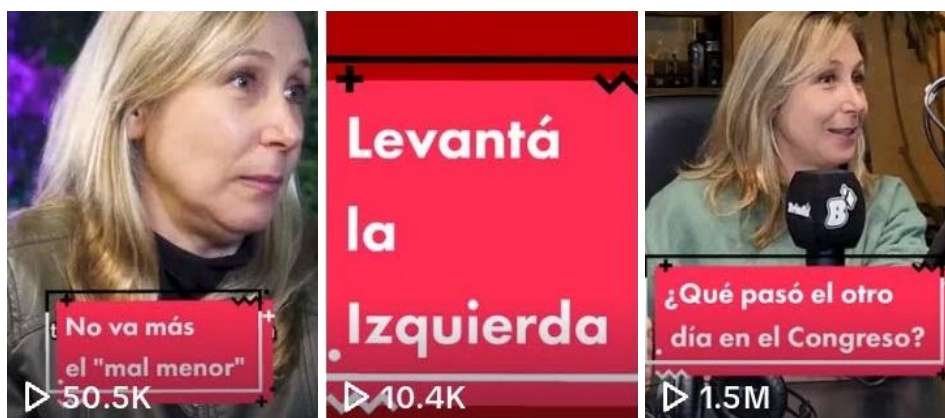 No va más
el "mal menor"
50.5K
Levantá
la
Izquierda
10.4K
B
¿Qué pasó el otro
día en el Congreso?
1.5M